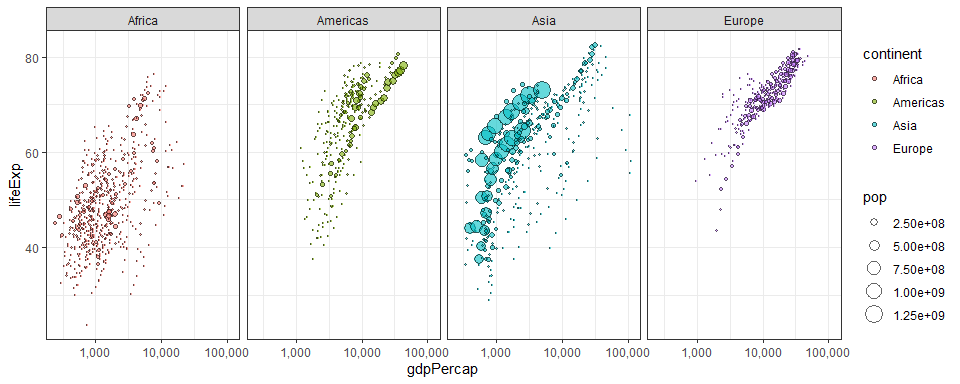 Africa Americas Asia Europe
lifeExp
80
60
40
1,000 10,000 100,000 1,000 10,000 100,000 1,000 10,000 100,000 1,000 10,000 100,000
gdpPercap
continent
Africa
Americas
Asia
Europe
pop
2.50e+08
5.00e+08
7.50e+08
1.00e+09
1.25e+09